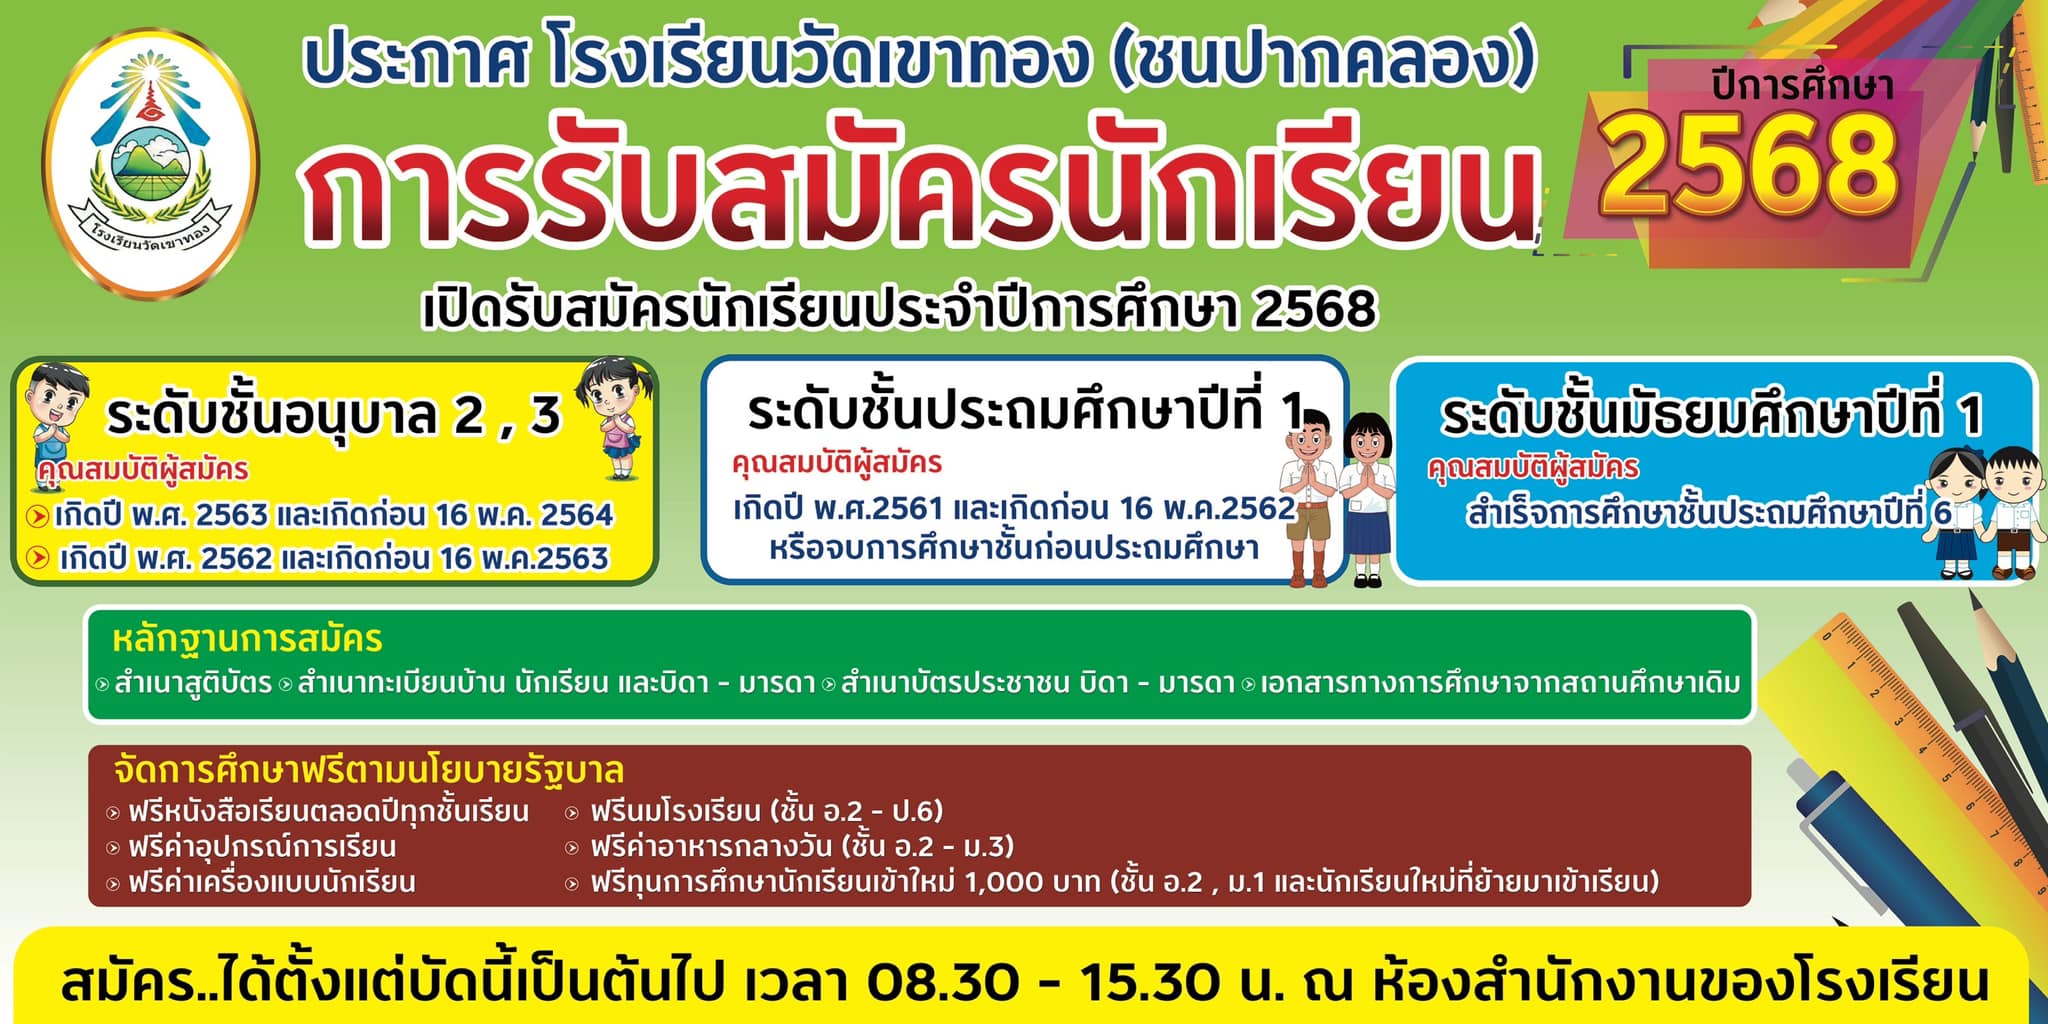 โรงเรียนวัดเขาทอง
ประกาศ โรงเรียนวัดเขาทอง (ชนปากคลอง)
การรับสมัครนักเรียน
ปีการศึกษา
2568
เปิดรับสมัครนักเรียนประจำปีการศึกษา 2568
ระดับชั้นอนุบาล 2 , 3
คุณสมบัติผู้สมัคร
เกิดปี พ.ศ. 2563 และเกิดก่อน 16 พ.ค. 2564
เกิดปี พ.ศ. 2562 และเกิดก่อน 16 พ.ค.2563
ระดับชั้นประถมศึกษาปีที่ 1
คุณสมบัติผู้สมัคร
เกิดปี พ.ศ.2561 และเกิดก่อน 16 พ.ค.2562
หรือจบการศึกษาชั้นก่อนประถมศึกษา
ระดับชั้นมัธยมศึกษาปีที่ 1
คุณสมบัติผู้สมัคร
สำเร็จการศึกษาชั้นประถมศึกษาปีที่ 6
หลักฐานการสมัคร
สำเนาสูติบัตร สำเนาทะเบียนบ้าน นักเรียน และบิดา - มารดา สำเนาบัตรประชาชน บิดา - มารดา เอกสารทางการศึกษาจากสถานศึกษาเดิม
จัดการศึกษาฟรีตามนโยบายรัฐบาล
ฟรีหนังสือเรียนตลอดปีทุกชั้นเรียน
ฟรีค่าอุปกรณ์การเรียน
ฟรีค่าเครื่องแบบนักเรียน
ฟรีนมโรงเรียน (ชั้น อ.2 - ป.6)
ฟรีค่าอาหารกลางวัน (ชั้น อ.2 - ม.3)
ฟรีทุนการศึกษานักเรียนเข้าใหม่ 1,000 บาท (ชั้น อ.2 , ม.1 และนักเรียนใหม่ที่ย้ายมาเข้าเรียน)
สมัคร..ได้ตั้งแต่บัดนี้เป็นต้นไป เวลา 08.30 - 15.30 น. ณ ห้องสำนักงานของโรงเรียน